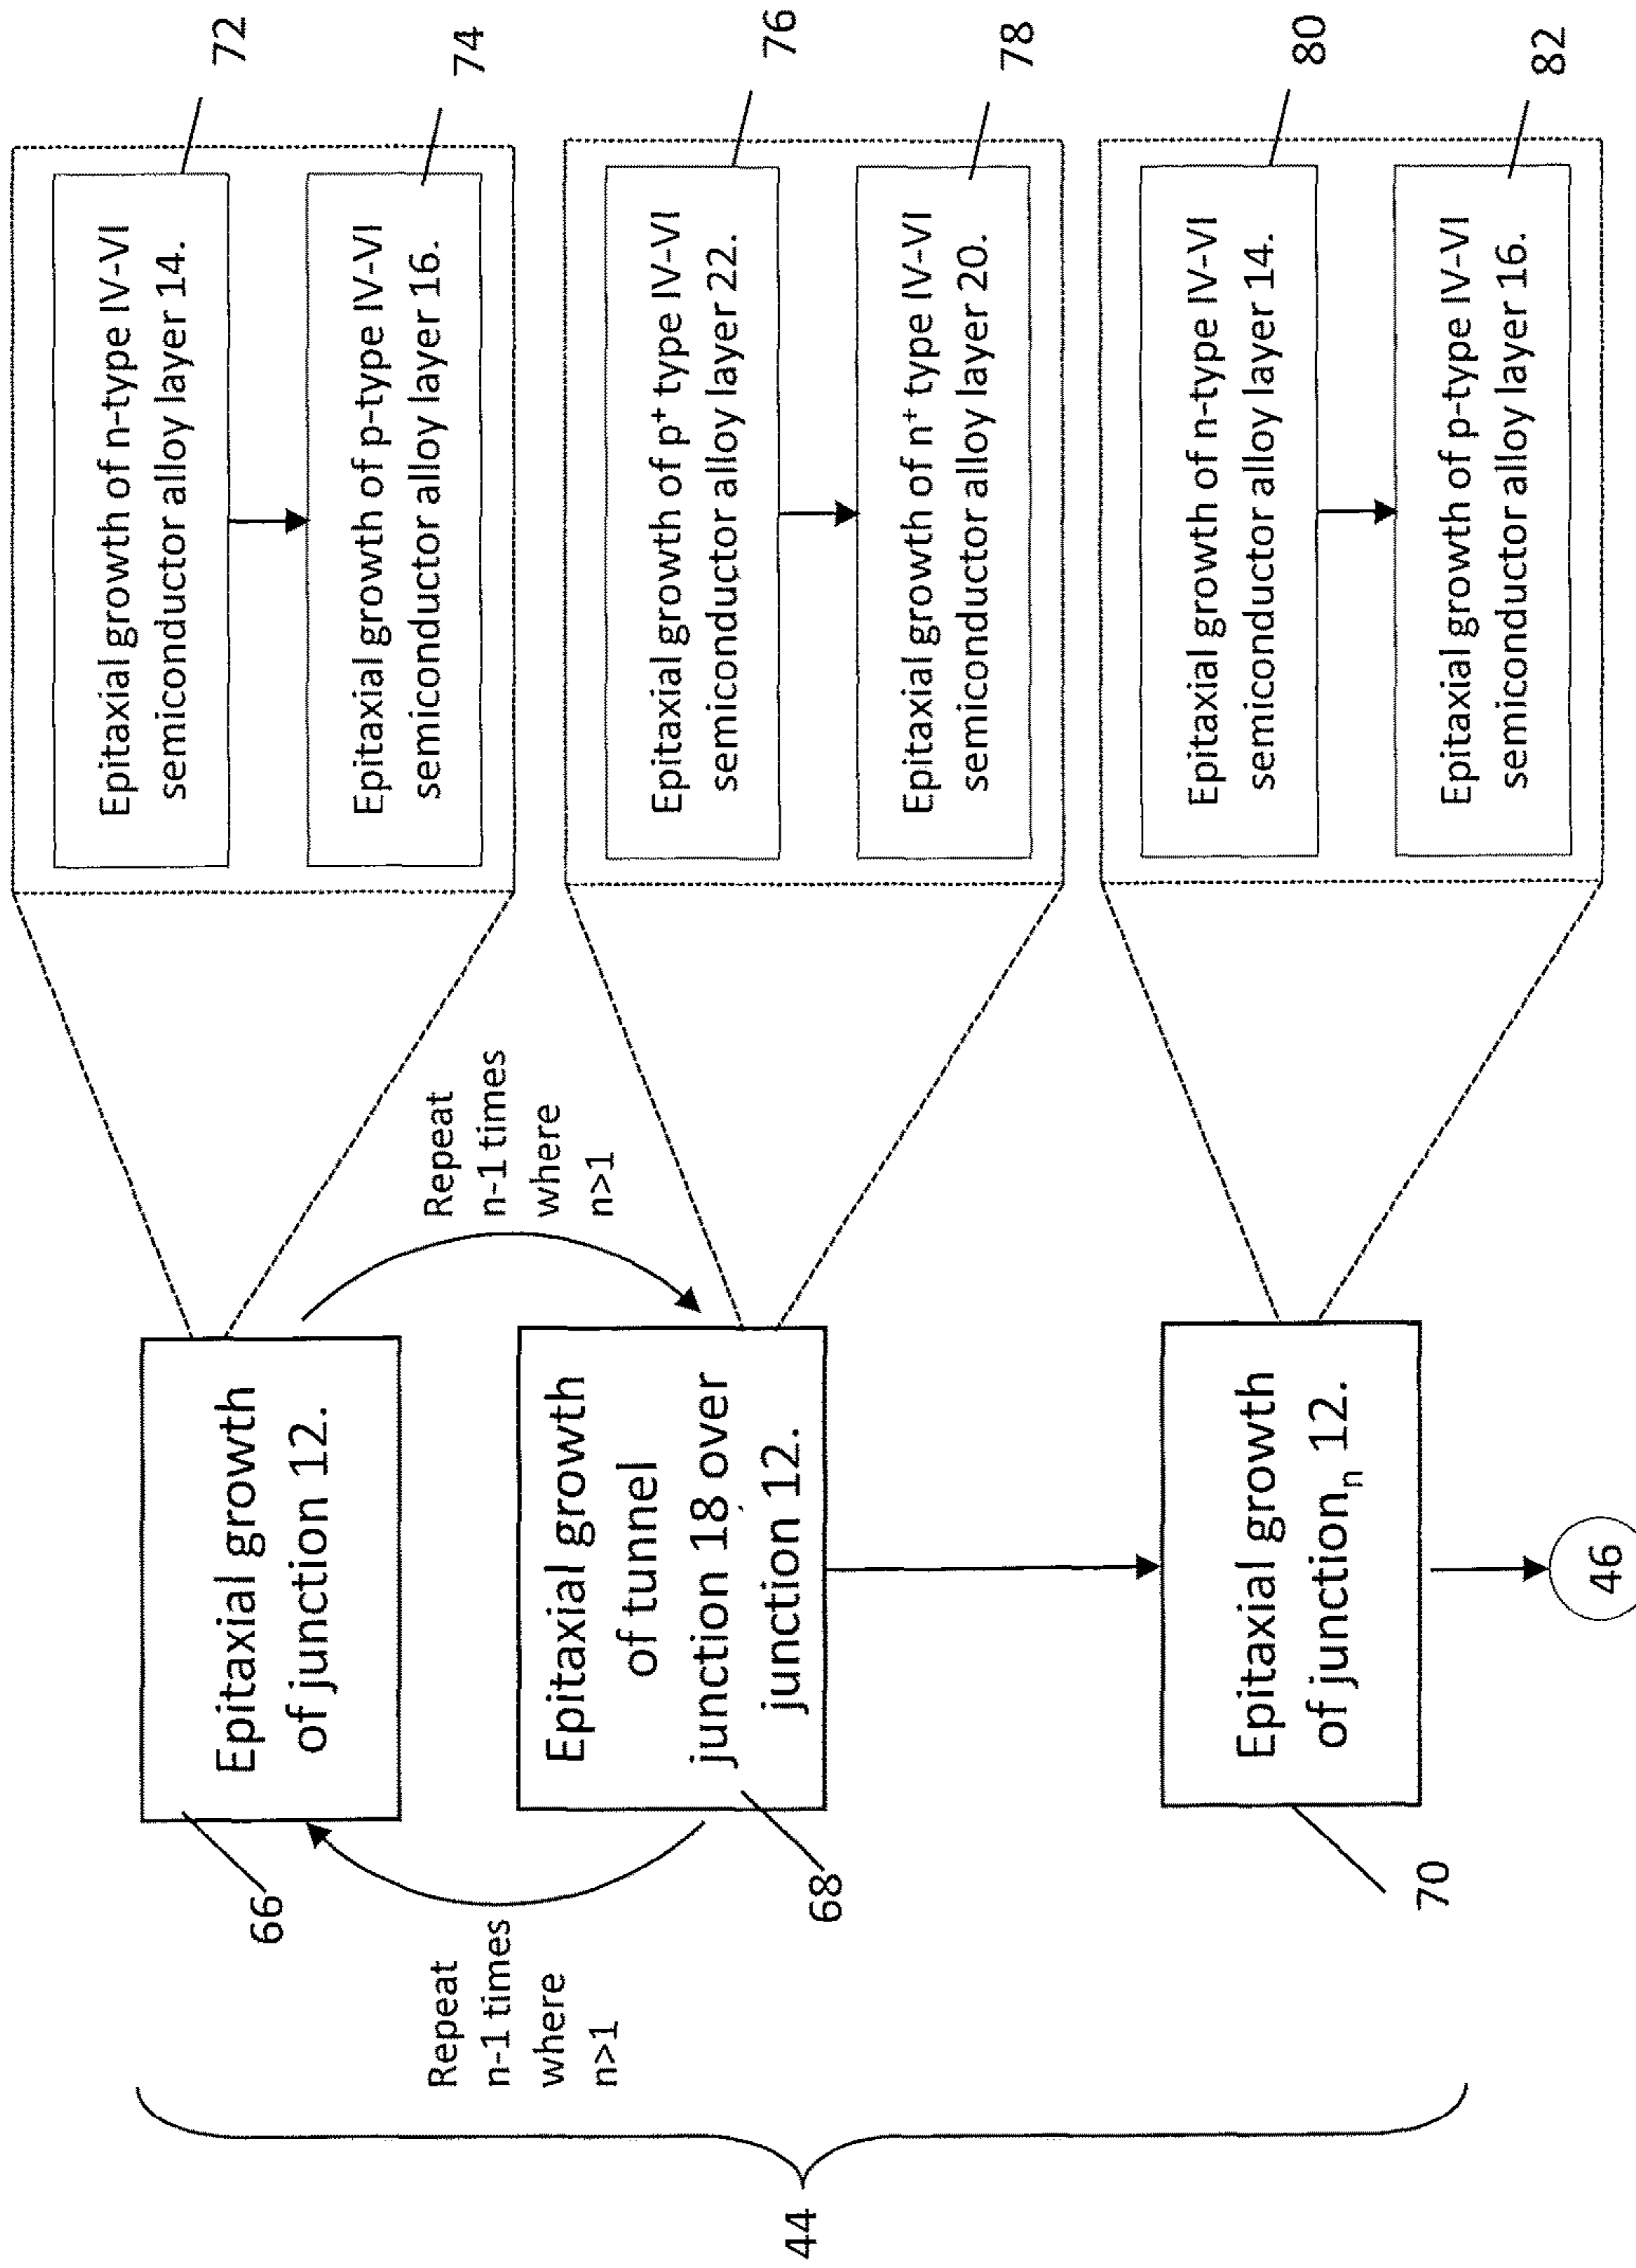 44
Repeat
n-1 times
where
n>1
66
Epitaxial growth
of junction 12.
Repeat
n-1 times
where
n>1
68
Epitaxial growth
of tunnel
junction 18 over
junction 12.
70
Epitaxial growth
of junctionₙ 12.
46
72
Epitaxial growth of n-type IV-VI
semiconductor alloy layer 14.
74
Epitaxial growth of p-type IV-VI
semiconductor alloy layer 16.
76
Epitaxial growth of p⁺ type IV-VI
semiconductor alloy layer 22.
78
Epitaxial growth of n⁺ type IV-VI
semiconductor alloy layer 20.
80
Epitaxial growth of n-type IV-VI
semiconductor alloy layer 14.
82
Epitaxial growth of p-type IV-VI
semiconductor alloy layer 16.